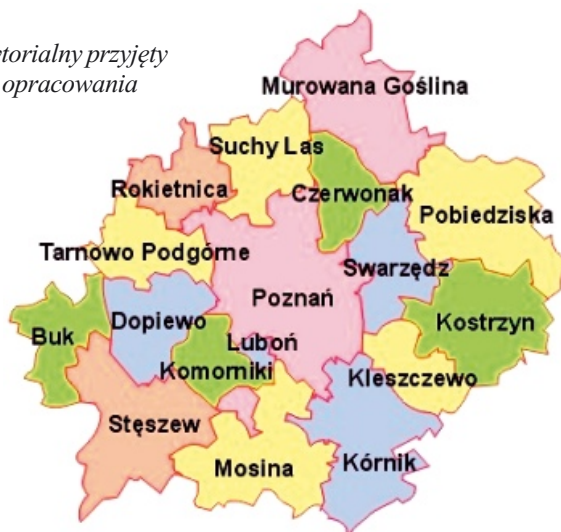 opracowania
Murowana Goślina
Suchy Las
Rokietnica
Czerwonak
Pobiedziska
Tarnowo Podgórne
Swarzędz
Poznań
Buk
Dopiewo
Kostrzyn
Luboń
Komorniki
Kleszczewo
Stęszew
Mosina
Kórnik
przyjęty